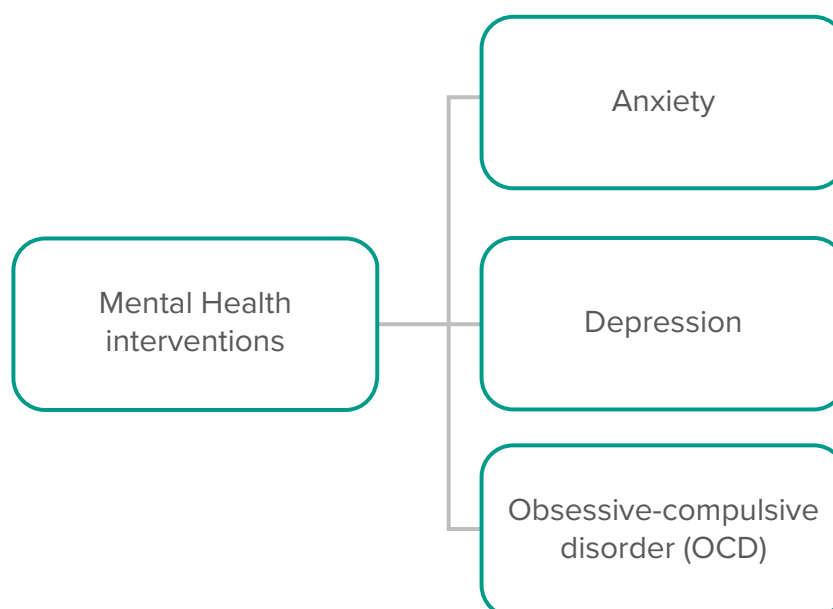 Anxiety
Mental Health
interventions
Depression
Obsessive-compulsive
disorder (OCD)